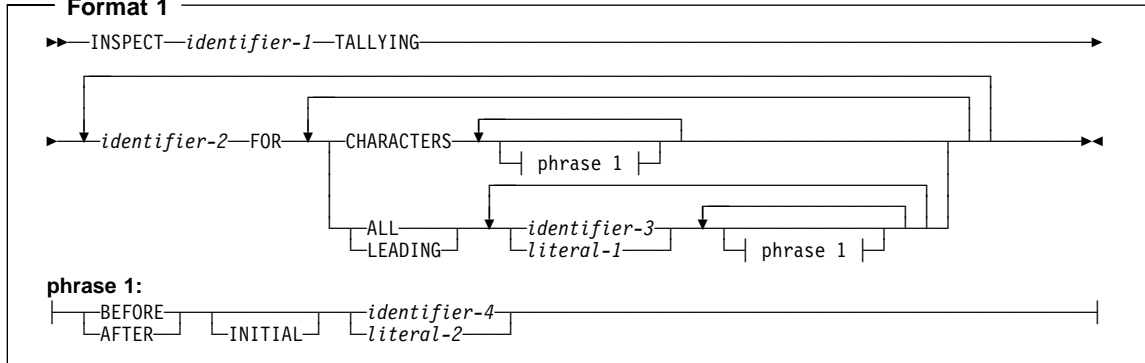 Format 1
INSPECT identifier-1 TALLYING
identifier-2 FOR CHARACTERS
phrase 1
ALL identifier-3
LEADING literal-1 phrase 1
phrase 1:
BEFORE identifier-4
AFTER INITIAL literal-2